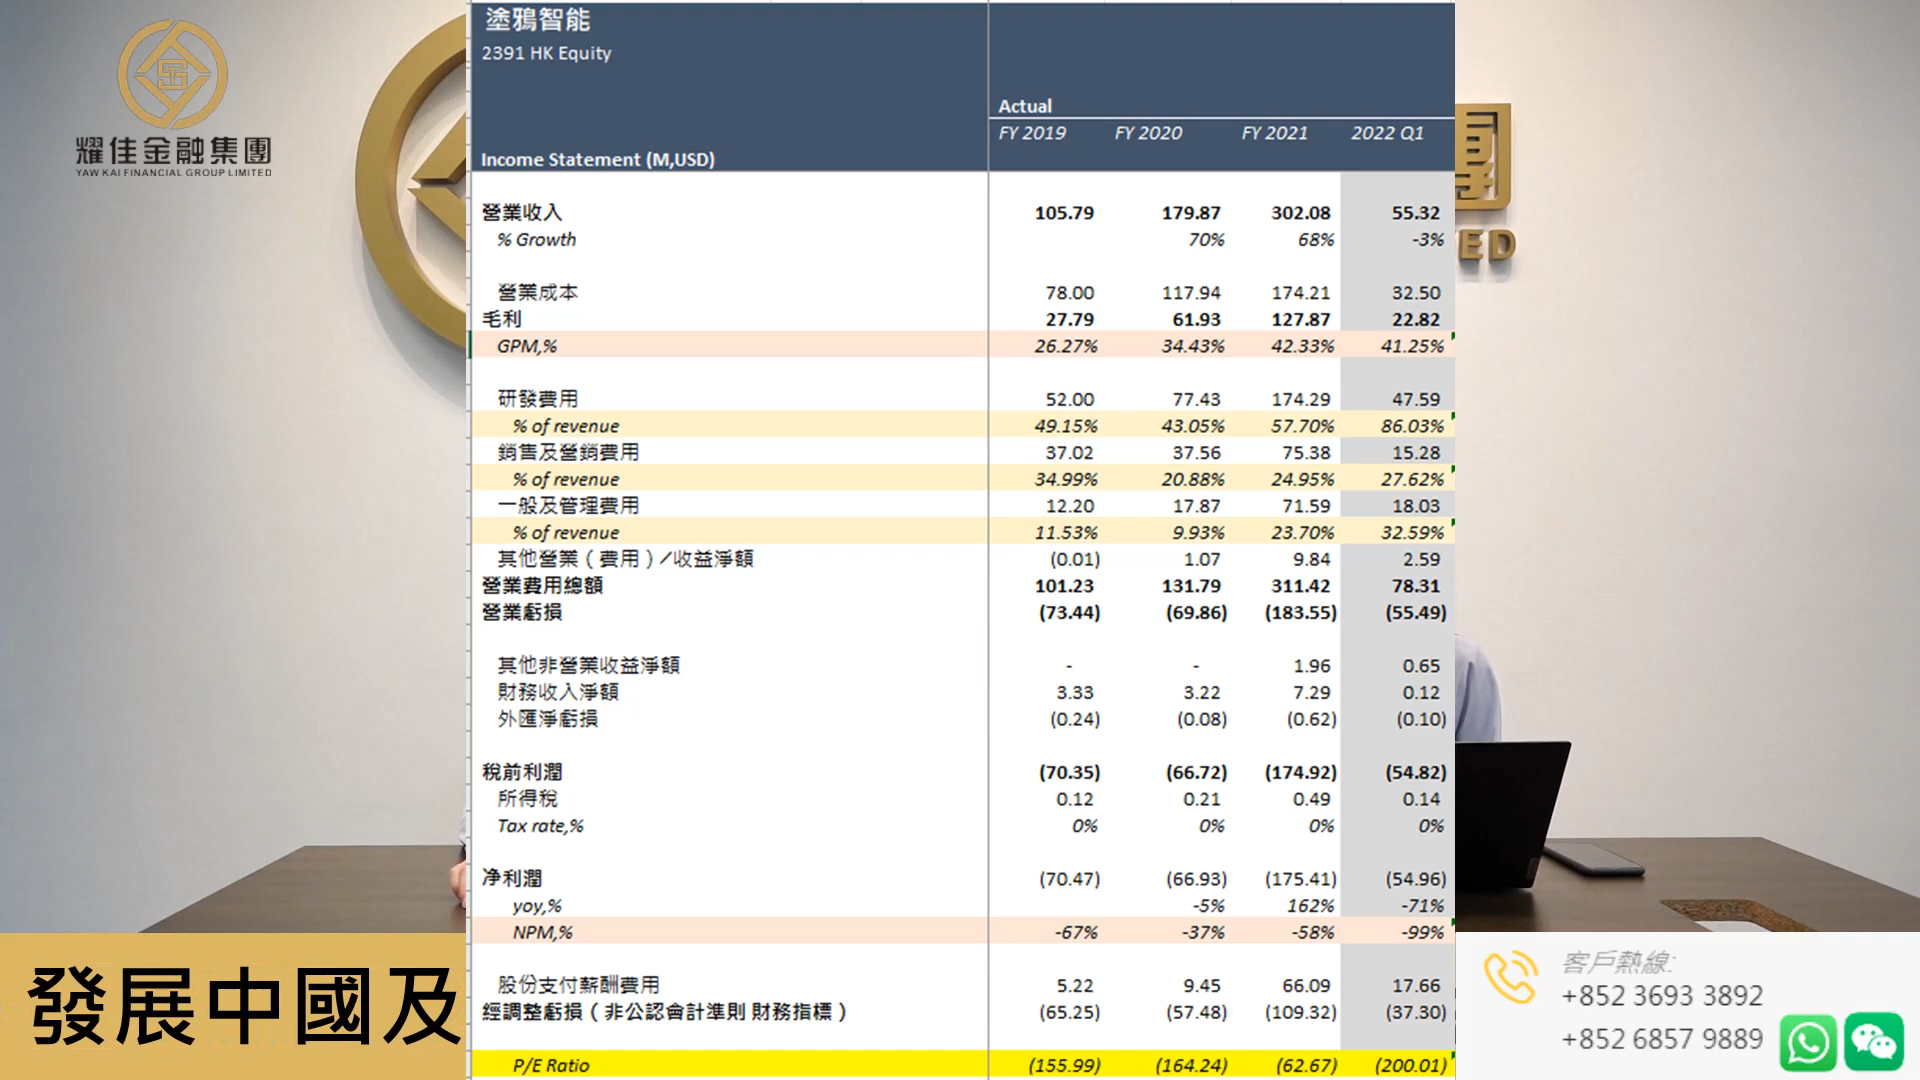 耀佳金融集團
YAW KAI FINANCIAL GROUP LIMITED
塗鴉智能
2391 HK Equity
Actual
FY 2019 FY 2020 FY 2021 2022 Q1
Income Statement (M,USD)
營業收入 105.79 179.87 302.08 55.32
% Growth 70% 68% -3%
營業成本 78.00 117.94 174.21 32.50
毛利 27.79 61.93 127.87 22.82
GPM,% 26.27% 34.43% 42.33% 41.25%
研發費用 52.00 77.43 174.29 47.59
% of revenue 49.15% 43.05% 57.70% 86.03%
銷售及營銷費用 37.02 37.56 75.38 15.28
% of revenue 34.99% 20.88% 24.95% 27.62%
一般及管理費用 12.20 17.87 71.59 18.03
% of revenue 11.53% 9.93% 23.70% 32.59%
其他營業（費用）/收益淨額 (0.01) 1.07 9.84 2.59
營業費用總額 101.23 131.79 311.42 78.31
營業虧損 (73.44) (69.86) (183.55) (55.49)
其他非營業收益淨額 - - 1.96 0.65
財務收入淨額 3.33 3.22 7.29 0.12
外匯淨虧損 (0.24) (0.08) (0.62) (0.10)
稅前利潤 (70.35) (66.72) (174.92) (54.82)
所得稅 0.12 0.21 0.49 0.14
Tax rate,% 0% 0% 0% 0%
净利潤 (70.47) (66.93) (175.41) (54.96)
yoy,% -5% 162% -71%
NPM,% -67% -37% -58% -99%
股份支付薪酬費用 5.22 9.45 66.09 17.66
經調整虧損（非公認會計準則 財務指標） (65.25) (57.48) (109.32) (37.30)
P/E Ratio (155.99) (164.24) (62.67) (200.01)
ED
發展中國及
客戶熱線:
+852 3693 3892
+852 6857 9889